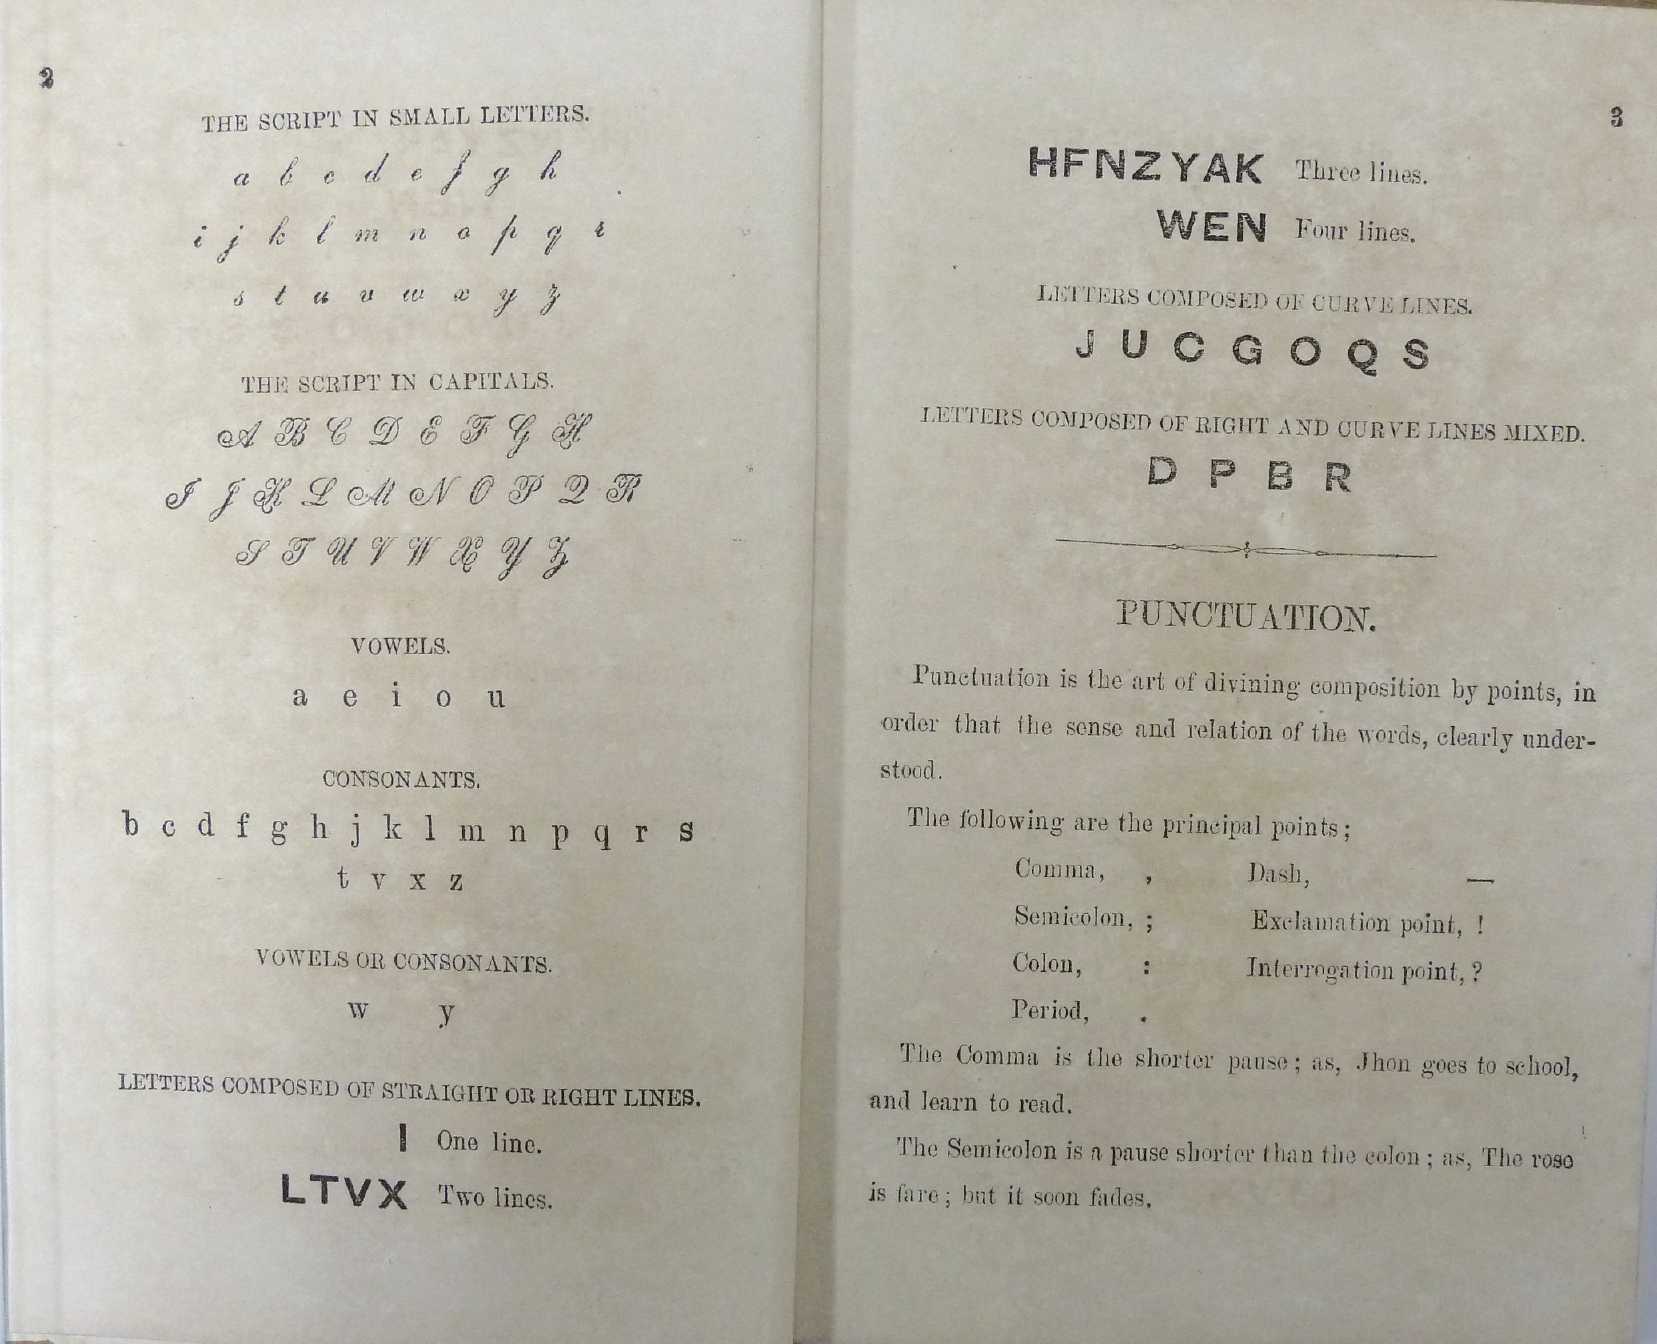 2
THE SCRIPT IN SMALL LETTERS.
a b c d e f g h
i j k l m n o p q r
s t u v w x y z
THE SCRIPT IN CAPITALS.
A B C D E F G H
I J K L M N O P Q R
S T U V W X Y Z
VOWELS.
a e i o u
CONSONANTS.
b c d f g h j k l m n p q r s
t v x z
VOWELS OR CONSONANTS.
w y
LETTERS COMPOSED OF STRAIGHT OR RIGHT LINES.
I One line.
LTVX Two lines.
3
HFNZYAK Three lines.
WEN Four lines.
LETTERS COMPOSED OF CURVE LINES.
J U C G O Q S
LETTERS COMPOSED OF RIGHT AND CURVE LINES MIXED.
D P B R
PUNCTUATION.
Punctuation is the art of divining composition by points, in
order that the sense and relation of the words, clearly under-
stood.
The following are the principal points;
Comma, , Dash, —
Semicolon, ; Exclamation point, !
Colon, : Interrogation point, ?
Period, .
The Comma is the shorter pause; as, Jhon goes to school,
and learn to read.
The Semicolon is a pause shorter than the colon; as, The rose
is fare; but it soon fades.